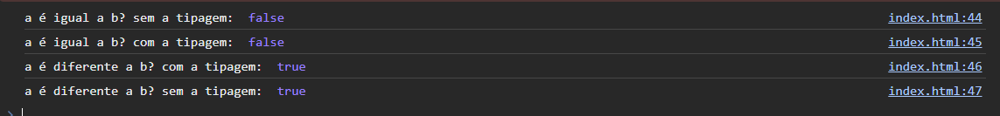 a é igual a b? sem a tipagem: false index.html:44
a é igual a b? com a tipagem: false index.html:45
a é diferente a b? com a tipagem: true index.html:46
a é diferente a b? sem a tipagem: true index.html:47